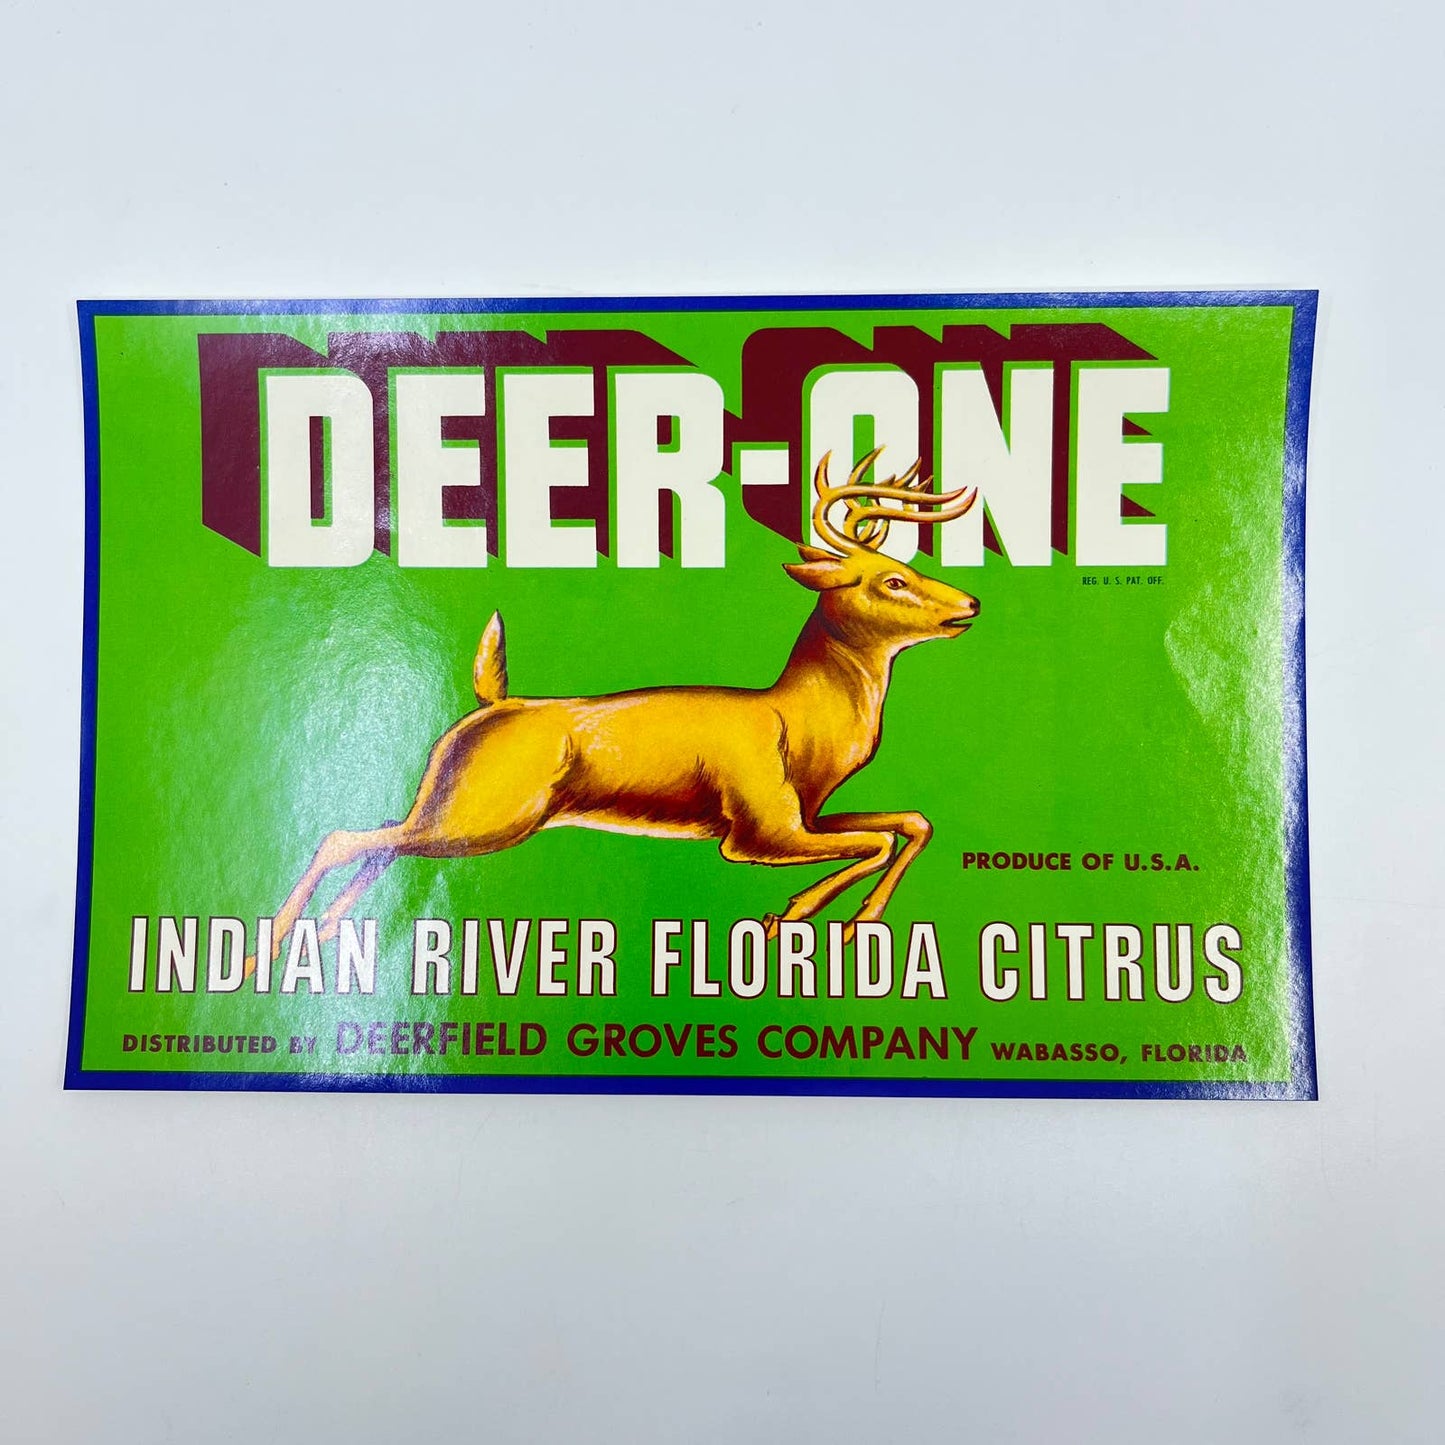 DEER-ONE
REG. U. S. PAT. OFF.
PRODUCE OF U.S.A.
INDIAN RIVER FLORIDA CITRUS
DISTRIBUTED BY DEERFIELD GROVES COMPANY WABASSO, FLORIDA